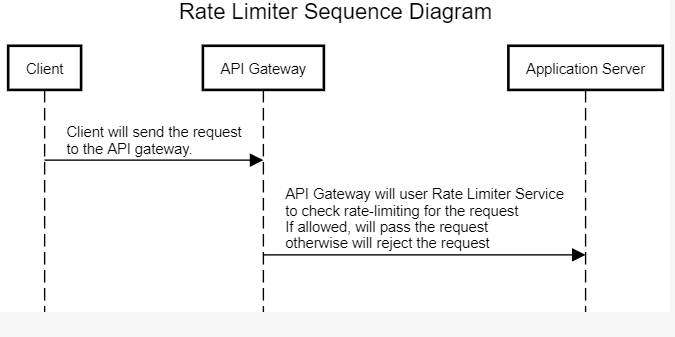 Rate Limiter Sequence Diagram
Client
API Gateway
Application Server
Client will send the request
to the API gateway.
API Gateway will user Rate Limiter Service
to check rate-limiting for the request
If allowed, will pass the request
otherwise will reject the request